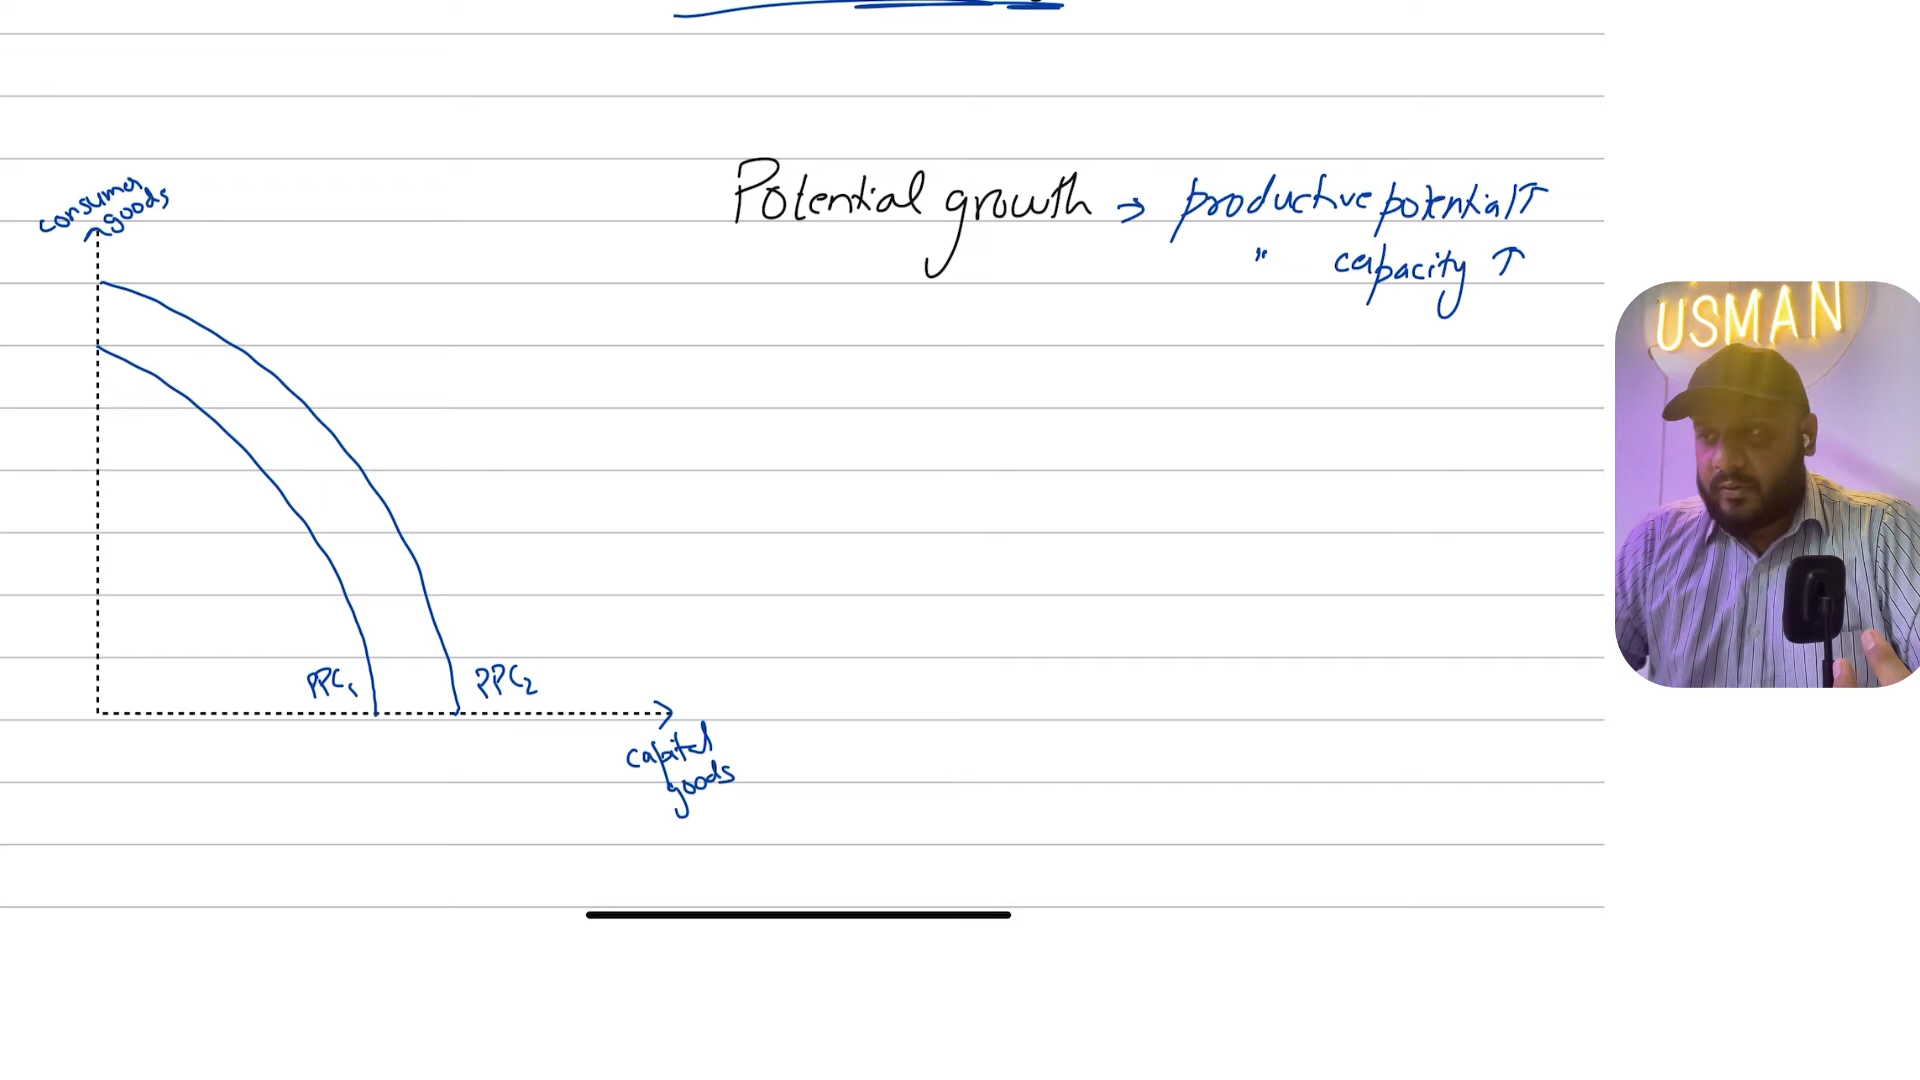 Potential growth → productive potential↑
" capacity ↑
consumer
goods
USMAN
PPC₁
PPC₂
capital
goods